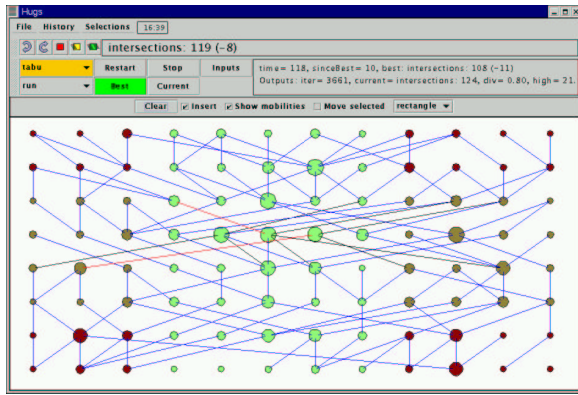 Hugs
File History Selections 16:39
intersections: 119 (-8)
tabu Restart Stop Inputs
run Best Current
time= 118, sinceBest= 10, best: intersections: 108 (-11)
Outputs: iter= 3661, current= intersections: 124, div= 0.80, high= 21.
Clear Insert Show mobilities Move selected rectangle